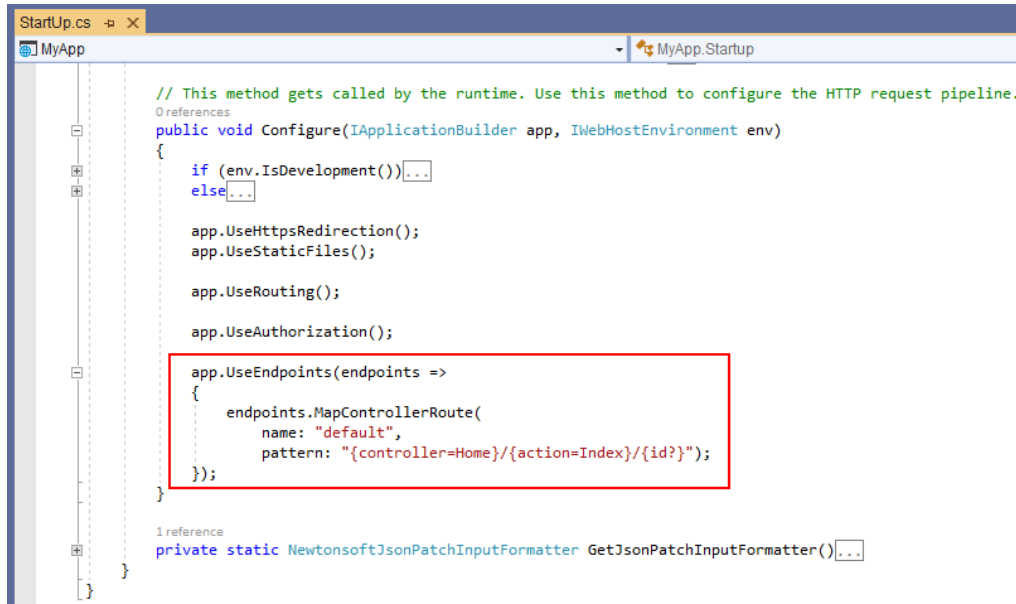 StartUp.cs
MyApp
MyApp.Startup
// This method gets called by the runtime. Use this method to configure the HTTP request pipeline.
0 references
public void Configure(IApplicationBuilder app, IWebHostEnvironment env)
{
if (env.IsDevelopment())...
else...
app.UseHttpsRedirection();
app.UseStaticFiles();
app.UseRouting();
app.UseAuthorization();
app.UseEndpoints(endpoints =>
{
endpoints.MapControllerRoute(
name: "default",
pattern: "{controller=Home}/{action=Index}/{id?}");
});
}
1 reference
private static NewtonsoftJsonPatchInputFormatter GetJsonPatchInputFormatter()...
}
}